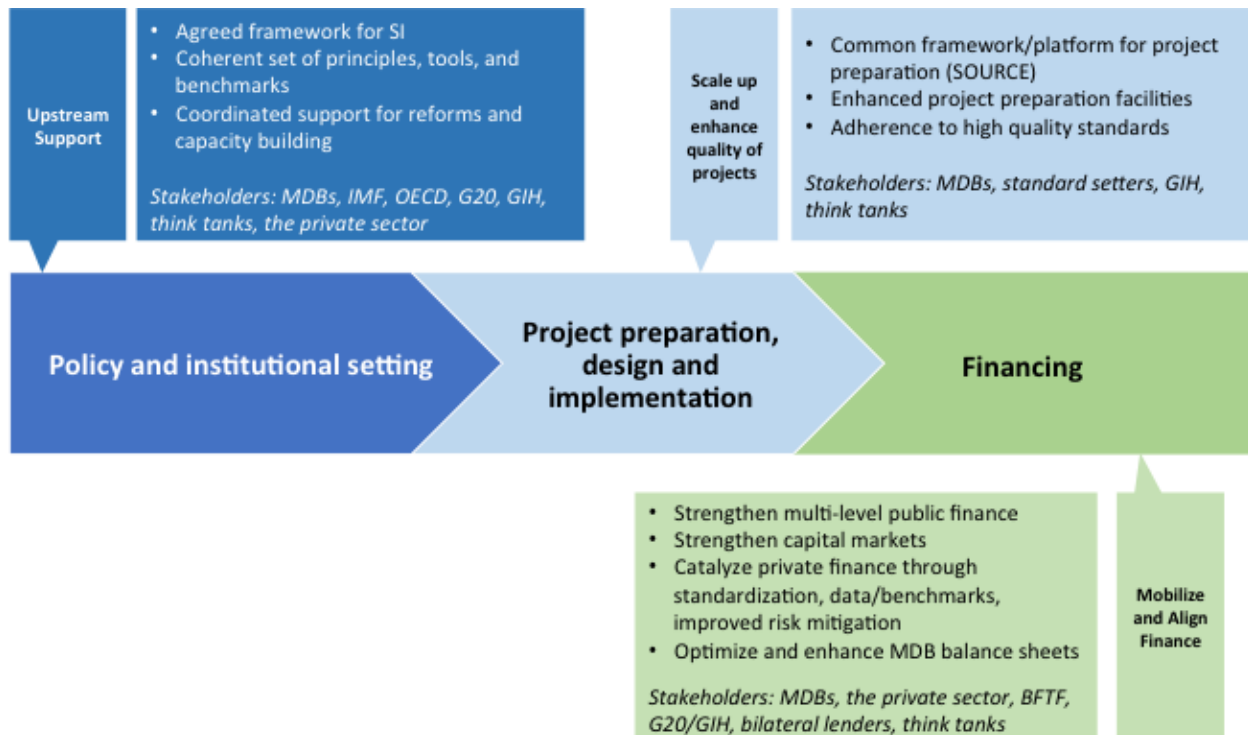 Upstream
Support
• Agreed framework for SI
• Coherent set of principles, tools, and
benchmarks
• Coordinated support for reforms and
capacity building
Stakeholders: MDBs, IMF, OECD, G20, GIH,
think tanks, the private sector
Scale up
and
enhance
quality of
projects
• Common framework/platform for project
preparation (SOURCE)
• Enhanced project preparation facilities
• Adherence to high quality standards
Stakeholders: MDBs, standard setters, GIH,
think tanks
Policy and institutional setting
Project preparation,
design and
implementation
Financing
• Strengthen multi-level public finance
• Strengthen capital markets
• Catalyze private finance through
standardization, data/benchmarks,
improved risk mitigation
• Optimize and enhance MDB balance sheets
Stakeholders: MDBs, the private sector, BFTF,
G20/GIH, bilateral lenders, think tanks
Mobilize
and Align
Finance